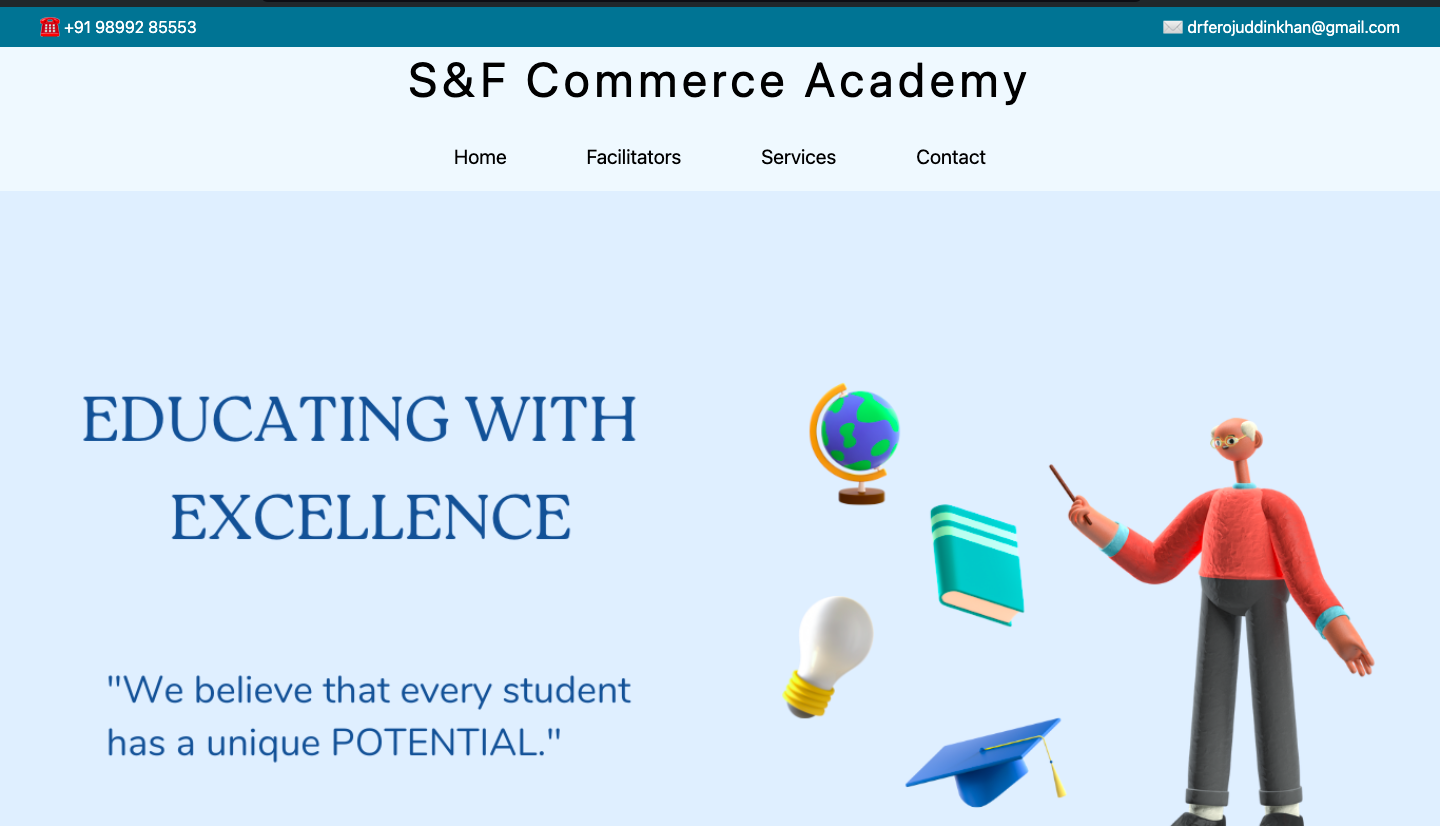 +91 98992 85553
drferojuddinkhan@gmail.com
S&F Commerce Academy
Home Facilitators Services Contact
EDUCATING WITH
EXCELLENCE
"We believe that every student
has a unique POTENTIAL."